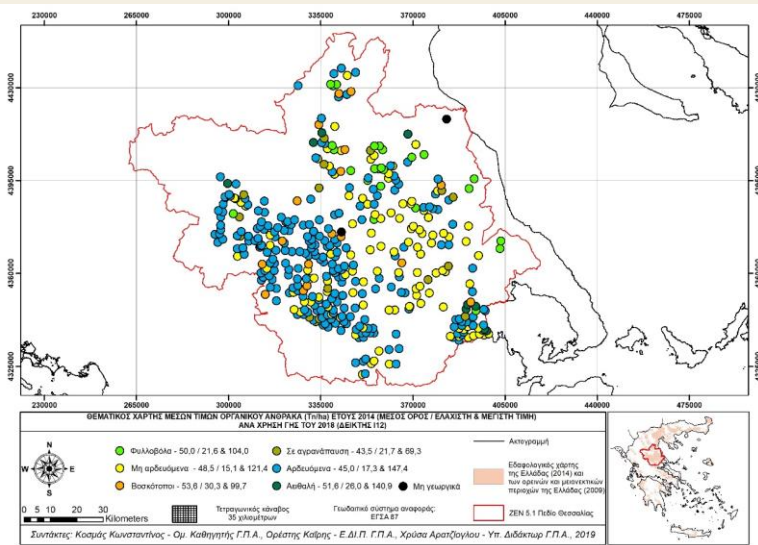 230000 265000 300000 335000 370000 405000 440000 475000
4430000 4430000
4395000 4395000
4360000 4360000
4325000 4325000
230000 265000 300000 335000 370000 405000 440000 475000
ΘΕΜΑΤΙΚΟΣ ΧΑΡΤΗΣ ΜΕΣΩΝ ΤΙΜΩΝ ΟΡΓΑΝΙΚΟΥ ΑΝΘΡΑΚΑ (Tn/ha) ΕΤΟΥΣ 2014 (ΜΕΣΟΣ ΟΡΟΣ / ΕΛΑΧΙΣΤΗ & ΜΕΓΙΣΤΗ ΤΙΜΗ)
ΑΝΑ ΧΡΗΣΗ ΓΗΣ ΤΟΥ 2018 (ΔΕΙΚΤΗΣ Ι12)
N
W E
S
Φυλλοβόλα - 50,0 / 21,6 & 104,0
Σε αγρανάπαυση - 43,5 / 21,7 & 69,3
Μη αρδευόμενα - 48,5 / 15,1 & 121,4
Αρδευόμενα - 45,0 / 17,3 & 147,4
Βοσκότοποι - 53,6 / 30,3 & 99,7
Αειθαλή - 51,6 / 26,0 & 140,9
Μη γεωργικά
Ακτογραμμή
Εδαφολογικός χάρτης
της Ελλάδας (2014) και
των ορεινών και μειονεκτικών
περιοχών της Ελλάδας (2009)
0 5 10 20 30
Kilometers
Τετραγωνικός κάναβος
35 χιλιομέτρων
Γεωδαιτικό σύστημα αναφοράς:
ΕΓΣΑ 87
ΖΕΝ 5.1 Πεδίο Θεσσαλίας
Συντάκτες: Κοσμάς Κωνσταντίνος - Ομ. Καθηγητής Γ.Π.Α., Ορέστης Καΐρης - Ε.ΔΙ.Π. Γ.Π.Α., Χρύσα Αρατζίογλου - Υπ. Διδάκτωρ Γ.Π.Α., 2019